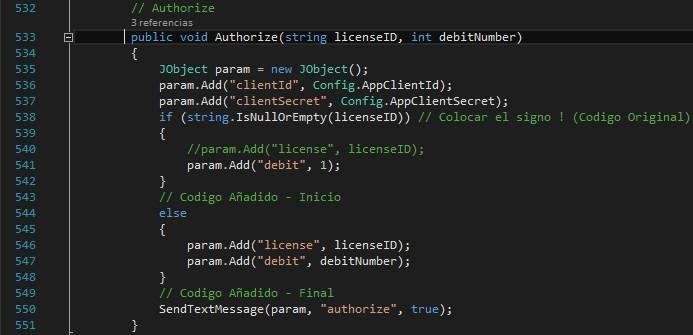 532 // Authorize
3 referencias
533 public void Authorize(string licenseID, int debitNumber)
534 {
535 JObject param = new JObject();
536 param.Add("clientId", Config.AppClientId);
537 param.Add("clientSecret", Config.AppClientSecret);
538 if (string.IsNullOrEmpty(licenseID)) // Colocar el signo ! (Codigo Original)
539 {
540 //param.Add("license", licenseID);
541 param.Add("debit", 1);
542 }
543 // Codigo Añadido - Inicio
544 else
545 {
546 param.Add("license", licenseID);
547 param.Add("debit", debitNumber);
548 }
549 // Codigo Añadido - Final
550 SendTextMessage(param, "authorize", true);
551 }